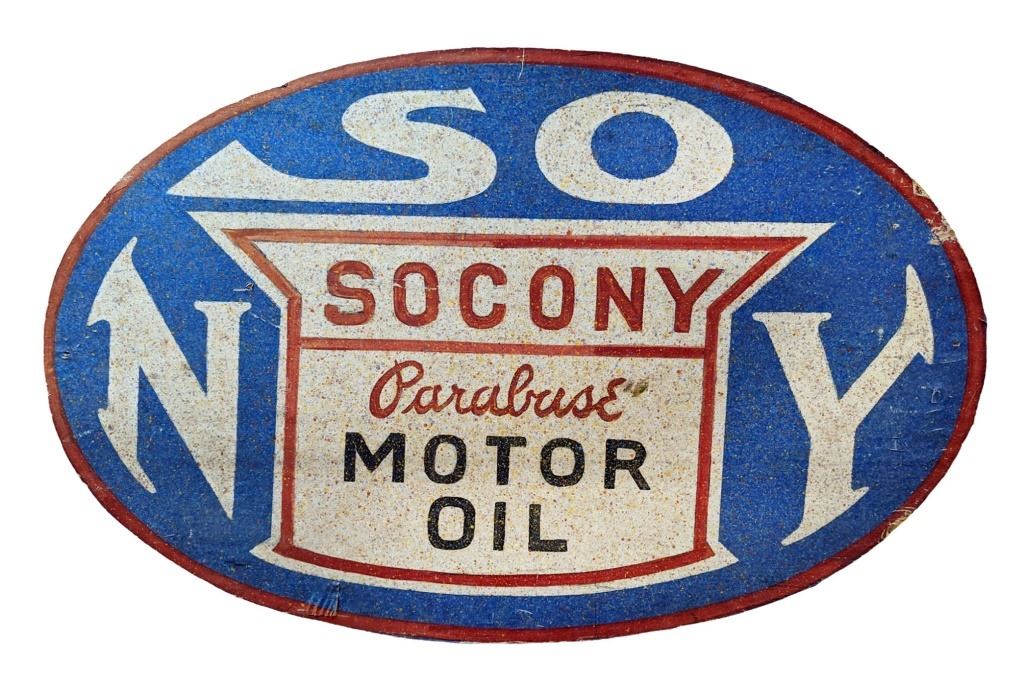 SO
N Y
SOCONY
Parabase
MOTOR
OIL